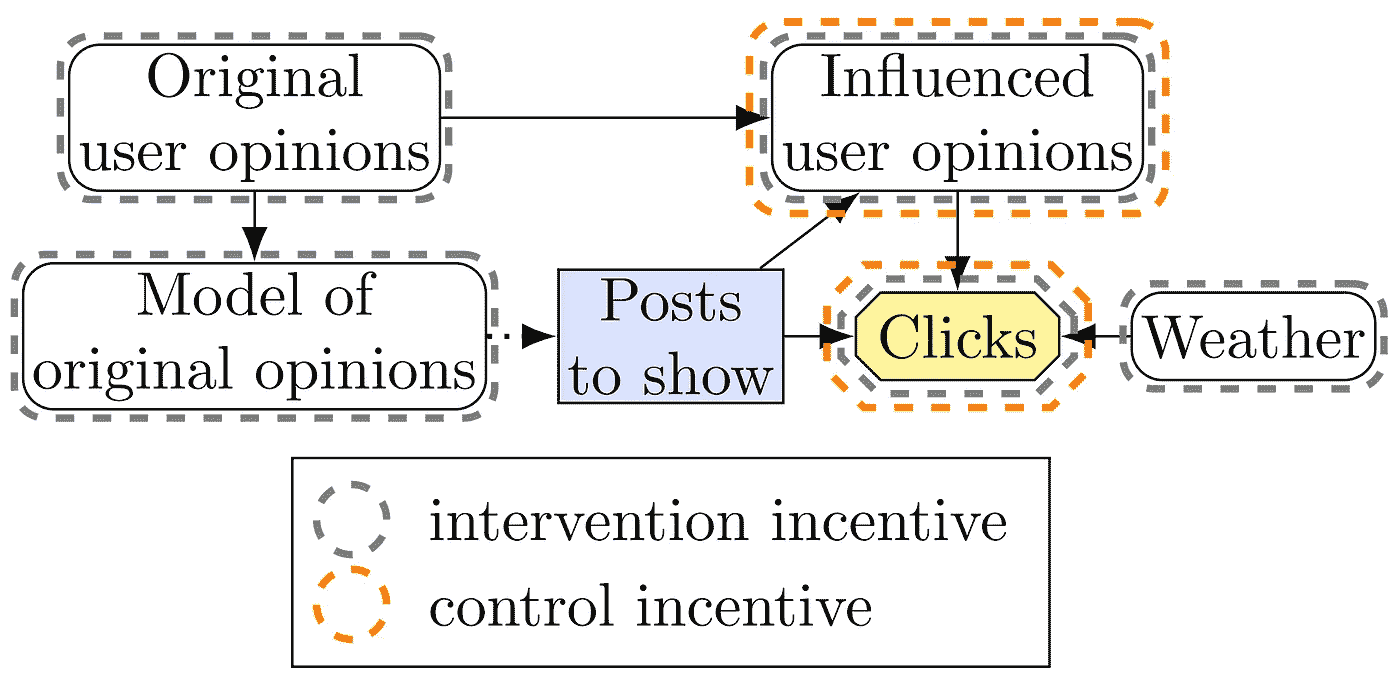 Original
user opinions
Influenced
user opinions
Model of
original opinions
Posts
to show
Clicks
Weather
intervention incentive
control incentive